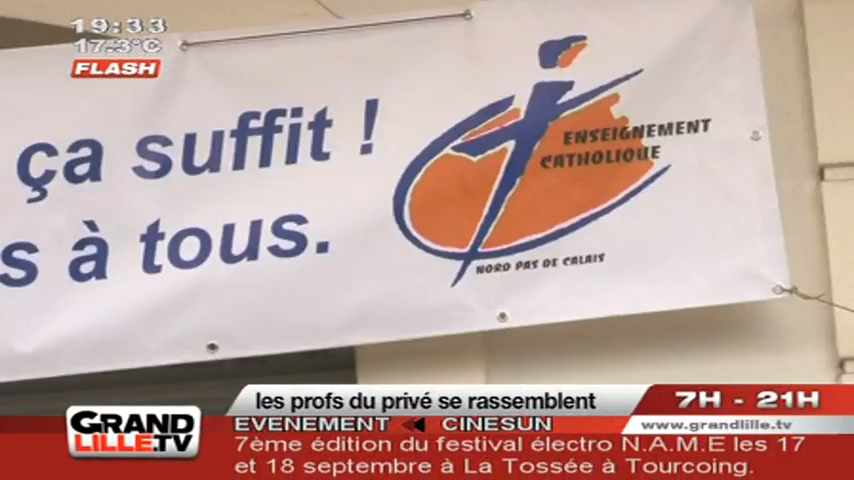 19:33
17.3°C
FLASH
ça suffit !
s à tous.
ENSEIGNEMENT
CATHOLIQUE
NORD PAS DE CALAIS
les profs du privé se rassemblent
7H - 21H
EVENEMENT CINESUN
www.grandlille.tv
GRAND
LILLE.TV
7ème édition du festival électro N.A.M.E les 17
et 18 septembre à La Tossée à Tourcoing.